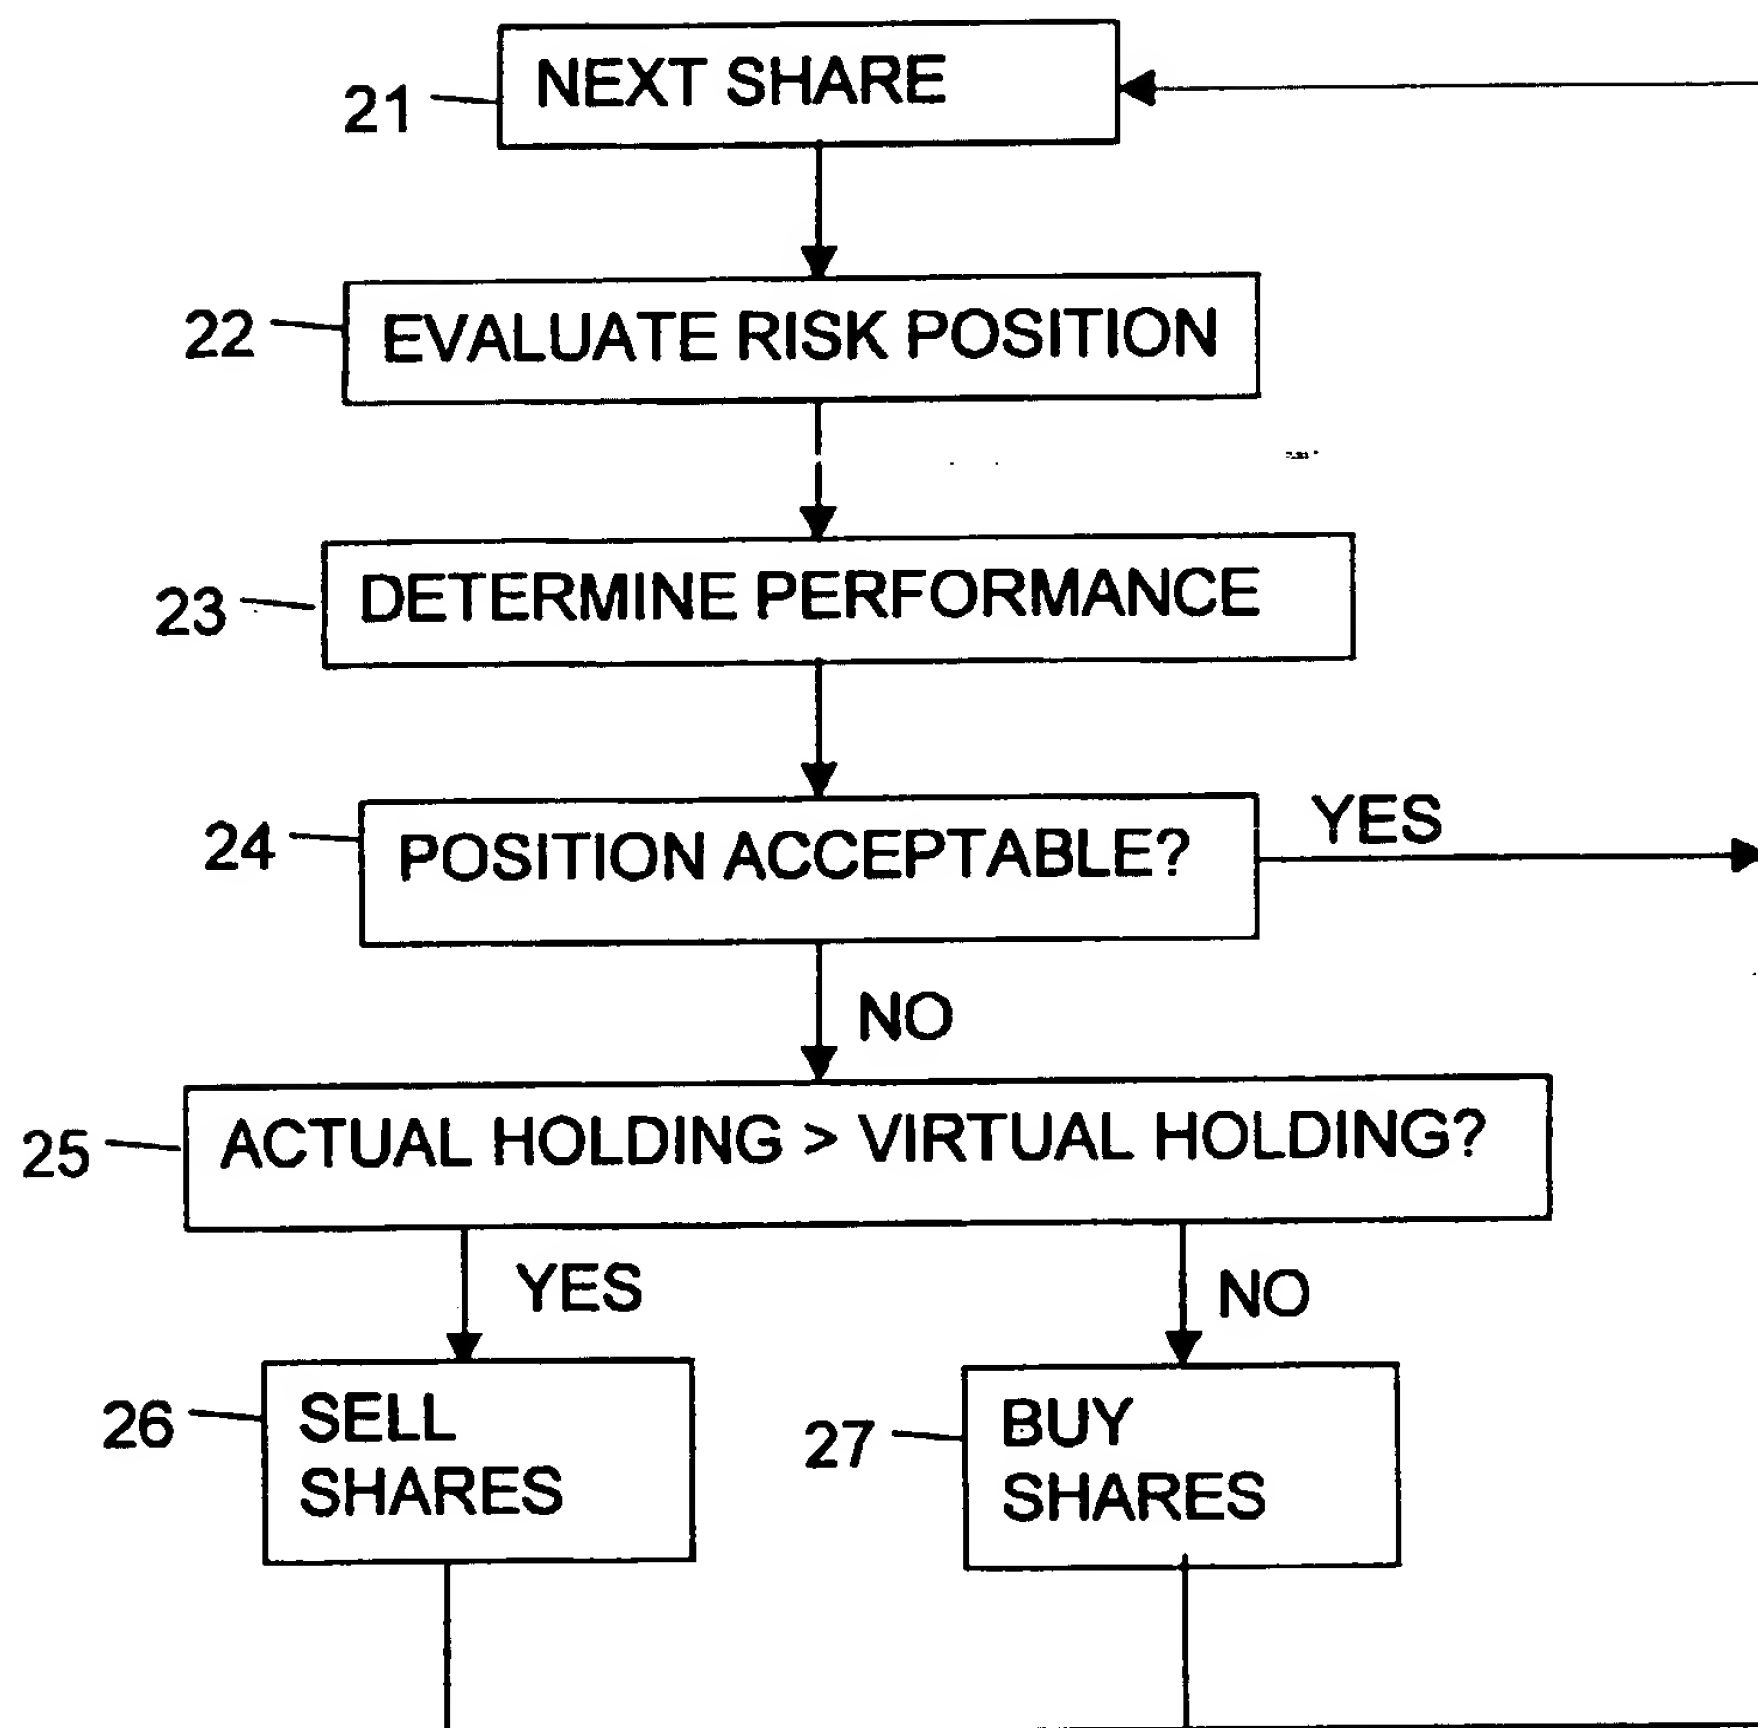 21 NEXT SHARE
22 EVALUATE RISK POSITION
23 DETERMINE PERFORMANCE
24 POSITION ACCEPTABLE? YES
NO
25 ACTUAL HOLDING > VIRTUAL HOLDING?
YES NO
26 SELL
SHARES
27 BUY
SHARES